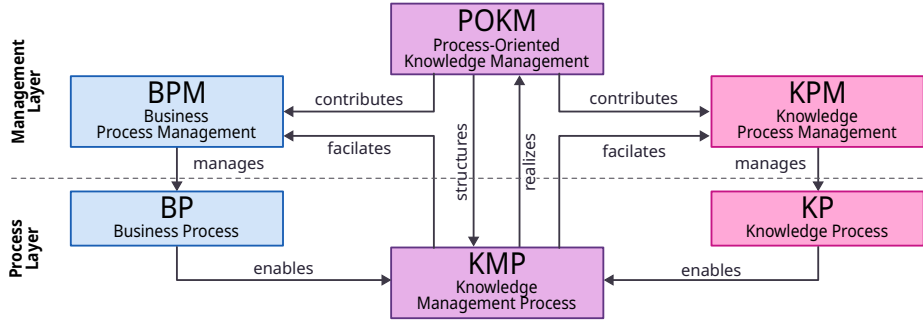 POKM
Process-Oriented
Knowledge Management
Management
Layer
BPM
Business
Process Management
contributes
contributes
KPM
Knowledge
Process Management
facilates
facilates
structures
realizes
manages
manages
Process
Layer
BP
Business Process
KP
Knowledge Process
enables
KMP
Knowledge
Management Process
enables